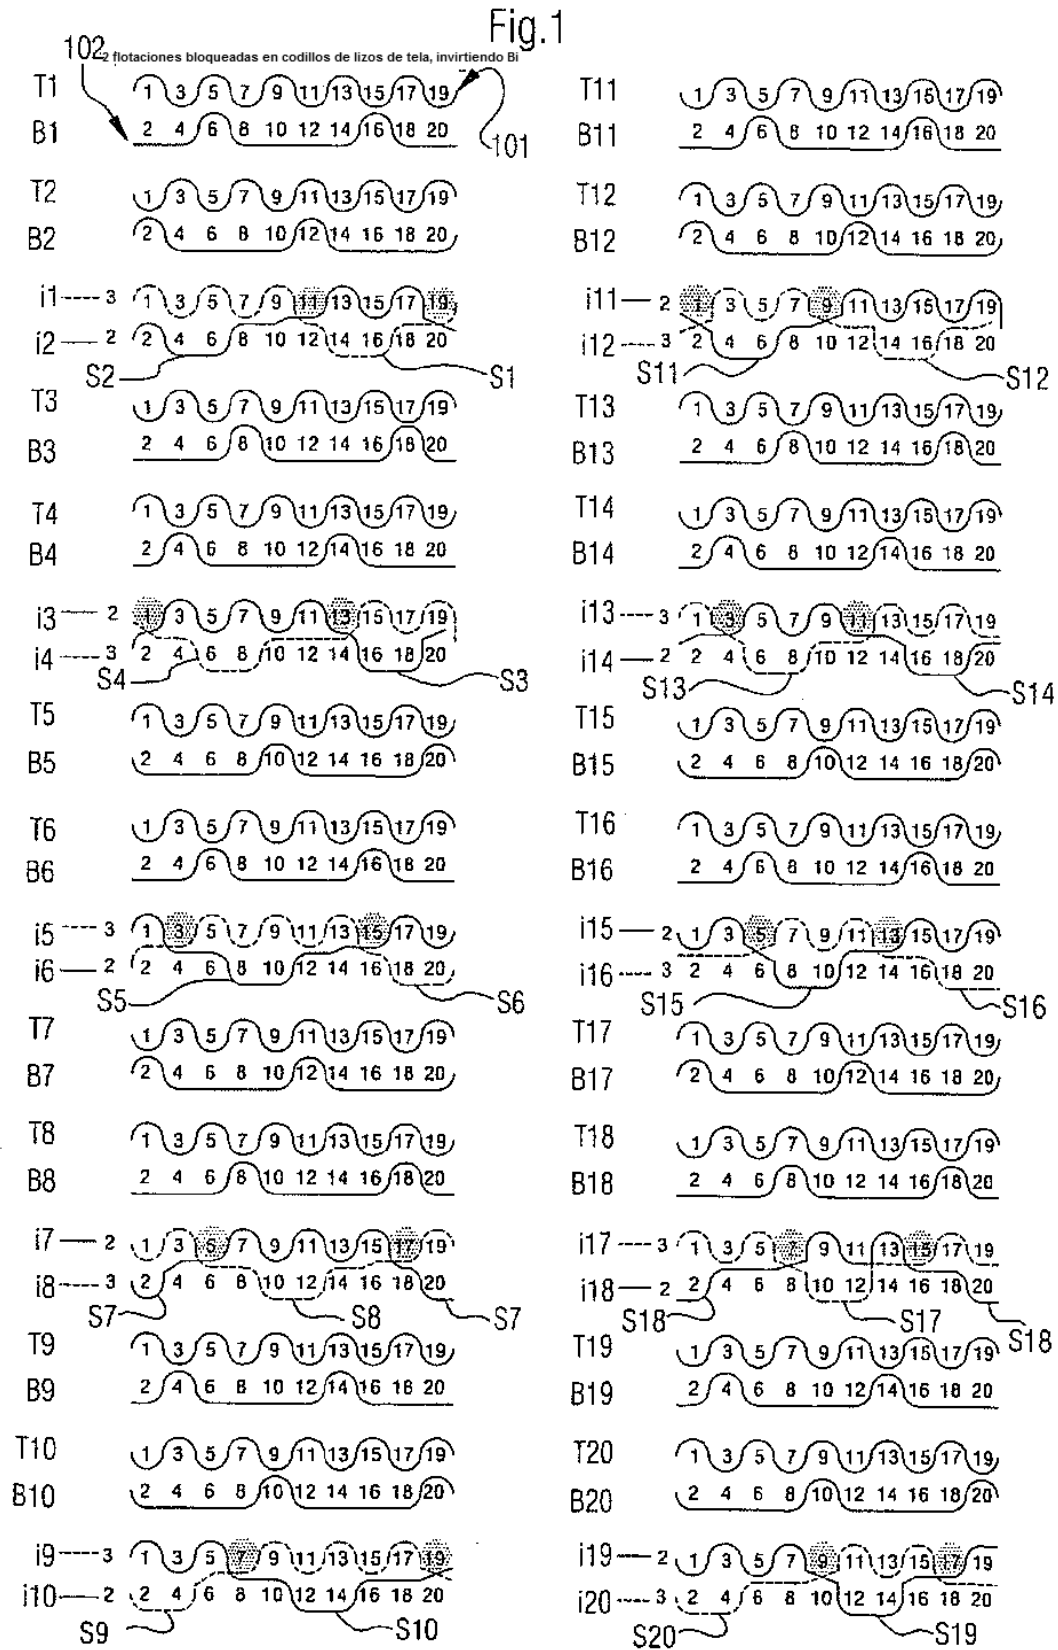 Fig.1
102
2 flotaciones bloqueadas en codillos de lizos de tela, invirtiendo Bi
T1 1 3 5 7 9 11 13 15 17 19
B1 2 4 6 8 10 12 14 16 18 20
101
T2 1 3 5 7 9 11 13 15 17 19
B2 2 4 6 8 10 12 14 16 18 20
i1 3 1 3 5 7 9 11 13 15 17 19
i2 2 2 4 6 8 10 12 14 16 18 20
S2 S1
T3 1 3 5 7 9 11 13 15 17 19
B3 2 4 6 8 10 12 14 16 18 20
T4 1 3 5 7 9 11 13 15 17 19
B4 2 4 6 8 10 12 14 16 18 20
i3 2 1 3 5 7 9 11 13 15 17 19
i4 3 2 4 6 8 10 12 14 16 18 20
S4 S3
T5 1 3 5 7 9 11 13 15 17 19
B5 2 4 6 8 10 12 14 16 18 20
T6 1 3 5 7 9 11 13 15 17 19
B6 2 4 6 8 10 12 14 16 18 20
i5 3 1 3 5 7 9 11 13 15 17 19
i6 2 2 4 6 8 10 12 14 16 18 20
S5 S6
T7 1 3 5 7 9 11 13 15 17 19
B7 2 4 6 8 10 12 14 16 18 20
T8 1 3 5 7 9 11 13 15 17 19
B8 2 4 6 8 10 12 14 16 18 20
i7 2 1 3 5 7 9 11 13 15 17 19
i8 3 2 4 6 8 10 12 14 16 18 20
S7 S8 S7
T9 1 3 5 7 9 11 13 15 17 19
B9 2 4 6 8 10 12 14 16 18 20
T10 1 3 5 7 9 11 13 15 17 19
B10 2 4 6 8 10 12 14 16 18 20
i9 3 1 3 5 7 9 11 13 15 17 19
i10 2 2 4 6 8 10 12 14 16 18 20
S9 S10
T11 1 3 5 7 9 11 13 15 17 19
B11 2 4 6 8 10 12 14 16 18 20
T12 1 3 5 7 9 11 13 15 17 19
B12 2 4 6 8 10 12 14 16 18 20
i11 2 1 3 5 7 9 11 13 15 17 19
i12 3 2 4 6 8 10 12 14 16 18 20
S11 S12
T13 1 3 5 7 9 11 13 15 17 19
B13 2 4 6 8 10 12 14 16 18 20
T14 1 3 5 7 9 11 13 15 17 19
B14 2 4 6 8 10 12 14 16 18 20
i13 3 1 3 5 7 9 11 13 15 17 19
i14 2 2 4 6 8 10 12 14 16 18 20
S13 S14
T15 1 3 5 7 9 11 13 15 17 19
B15 2 4 6 8 10 12 14 16 18 20
T16 1 3 5 7 9 11 13 15 17 19
B16 2 4 6 8 10 12 14 16 18 20
i15 2 1 3 5 7 9 11 13 15 17 19
i16 3 2 4 6 8 10 12 14 16 18 20
S15 S16
T17 1 3 5 7 9 11 13 15 17 19
B17 2 4 6 8 10 12 14 16 18 20
T18 1 3 5 7 9 11 13 15 17 19
B18 2 4 6 8 10 12 14 16 18 20
i17 3 1 3 5 7 9 11 13 15 17 19
i18 2 2 4 6 8 10 12 14 16 18 20
S18 S17 S18
T19 1 3 5 7 9 11 13 15 17 19
B19 2 4 6 8 10 12 14 16 18 20
T20 1 3 5 7 9 11 13 15 17 19
B20 2 4 6 8 10 12 14 16 18 20
i19 2 1 3 5 7 9 11 13 15 17 19
i20 3 2 4 6 8 10 12 14 16 18 20
S20 S19